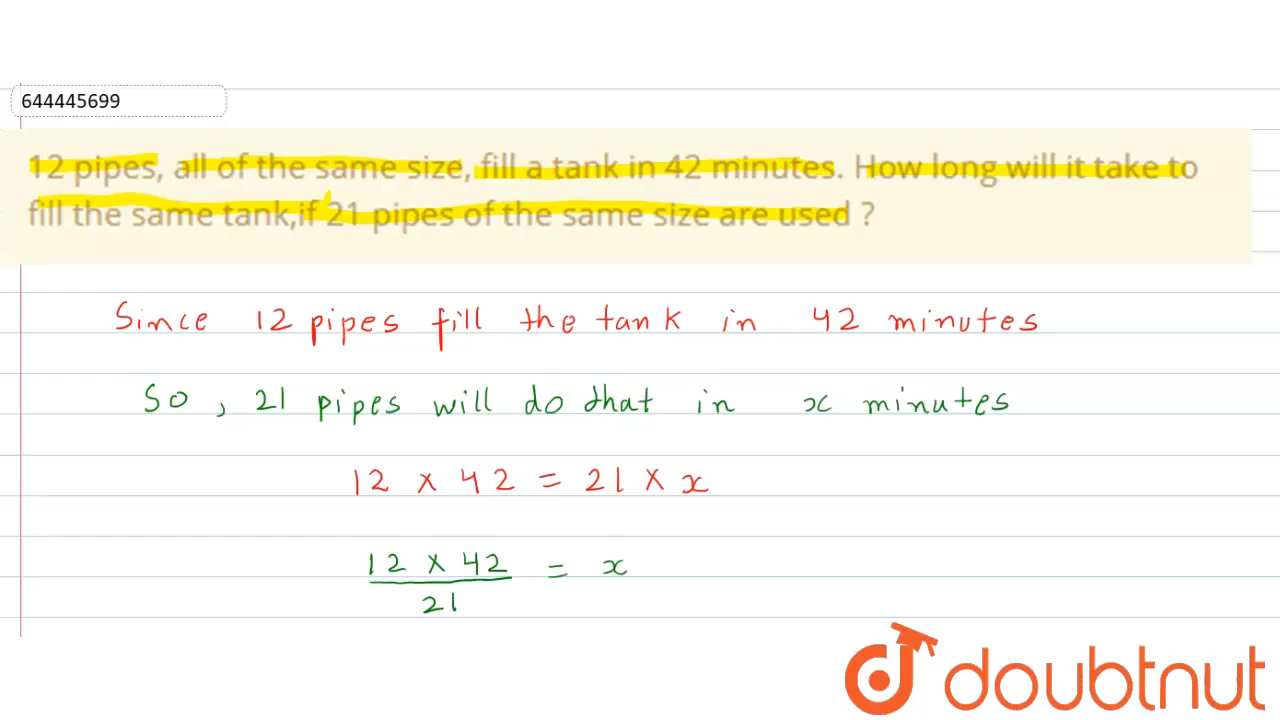 644445699
12 pipes, all of the same size, fill a tank in 42 minutes. How long will it take to
fill the same tank,if 21 pipes of the same size are used ?
Since 12 pipes fill the tank in 42 minutes
So , 21 pipes will do that in x minutes
12 × 42 = 21 × x
12 × 42
21
= x
doubtnut